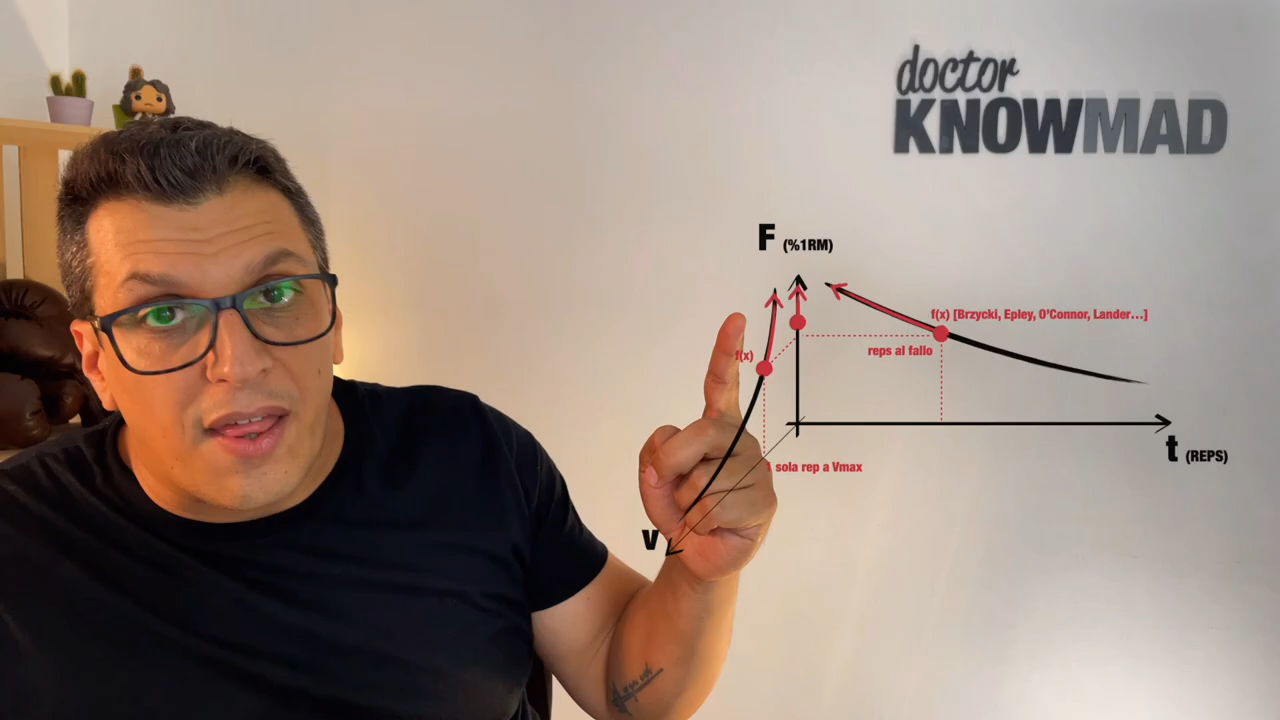 doctor
KNOWMAD
F (%1RM)
f(x) [Brzycki, Epley, O'Connor, Lander...]
reps al fallo
f(x)
t (REPS)
sola rep a Vmax
v